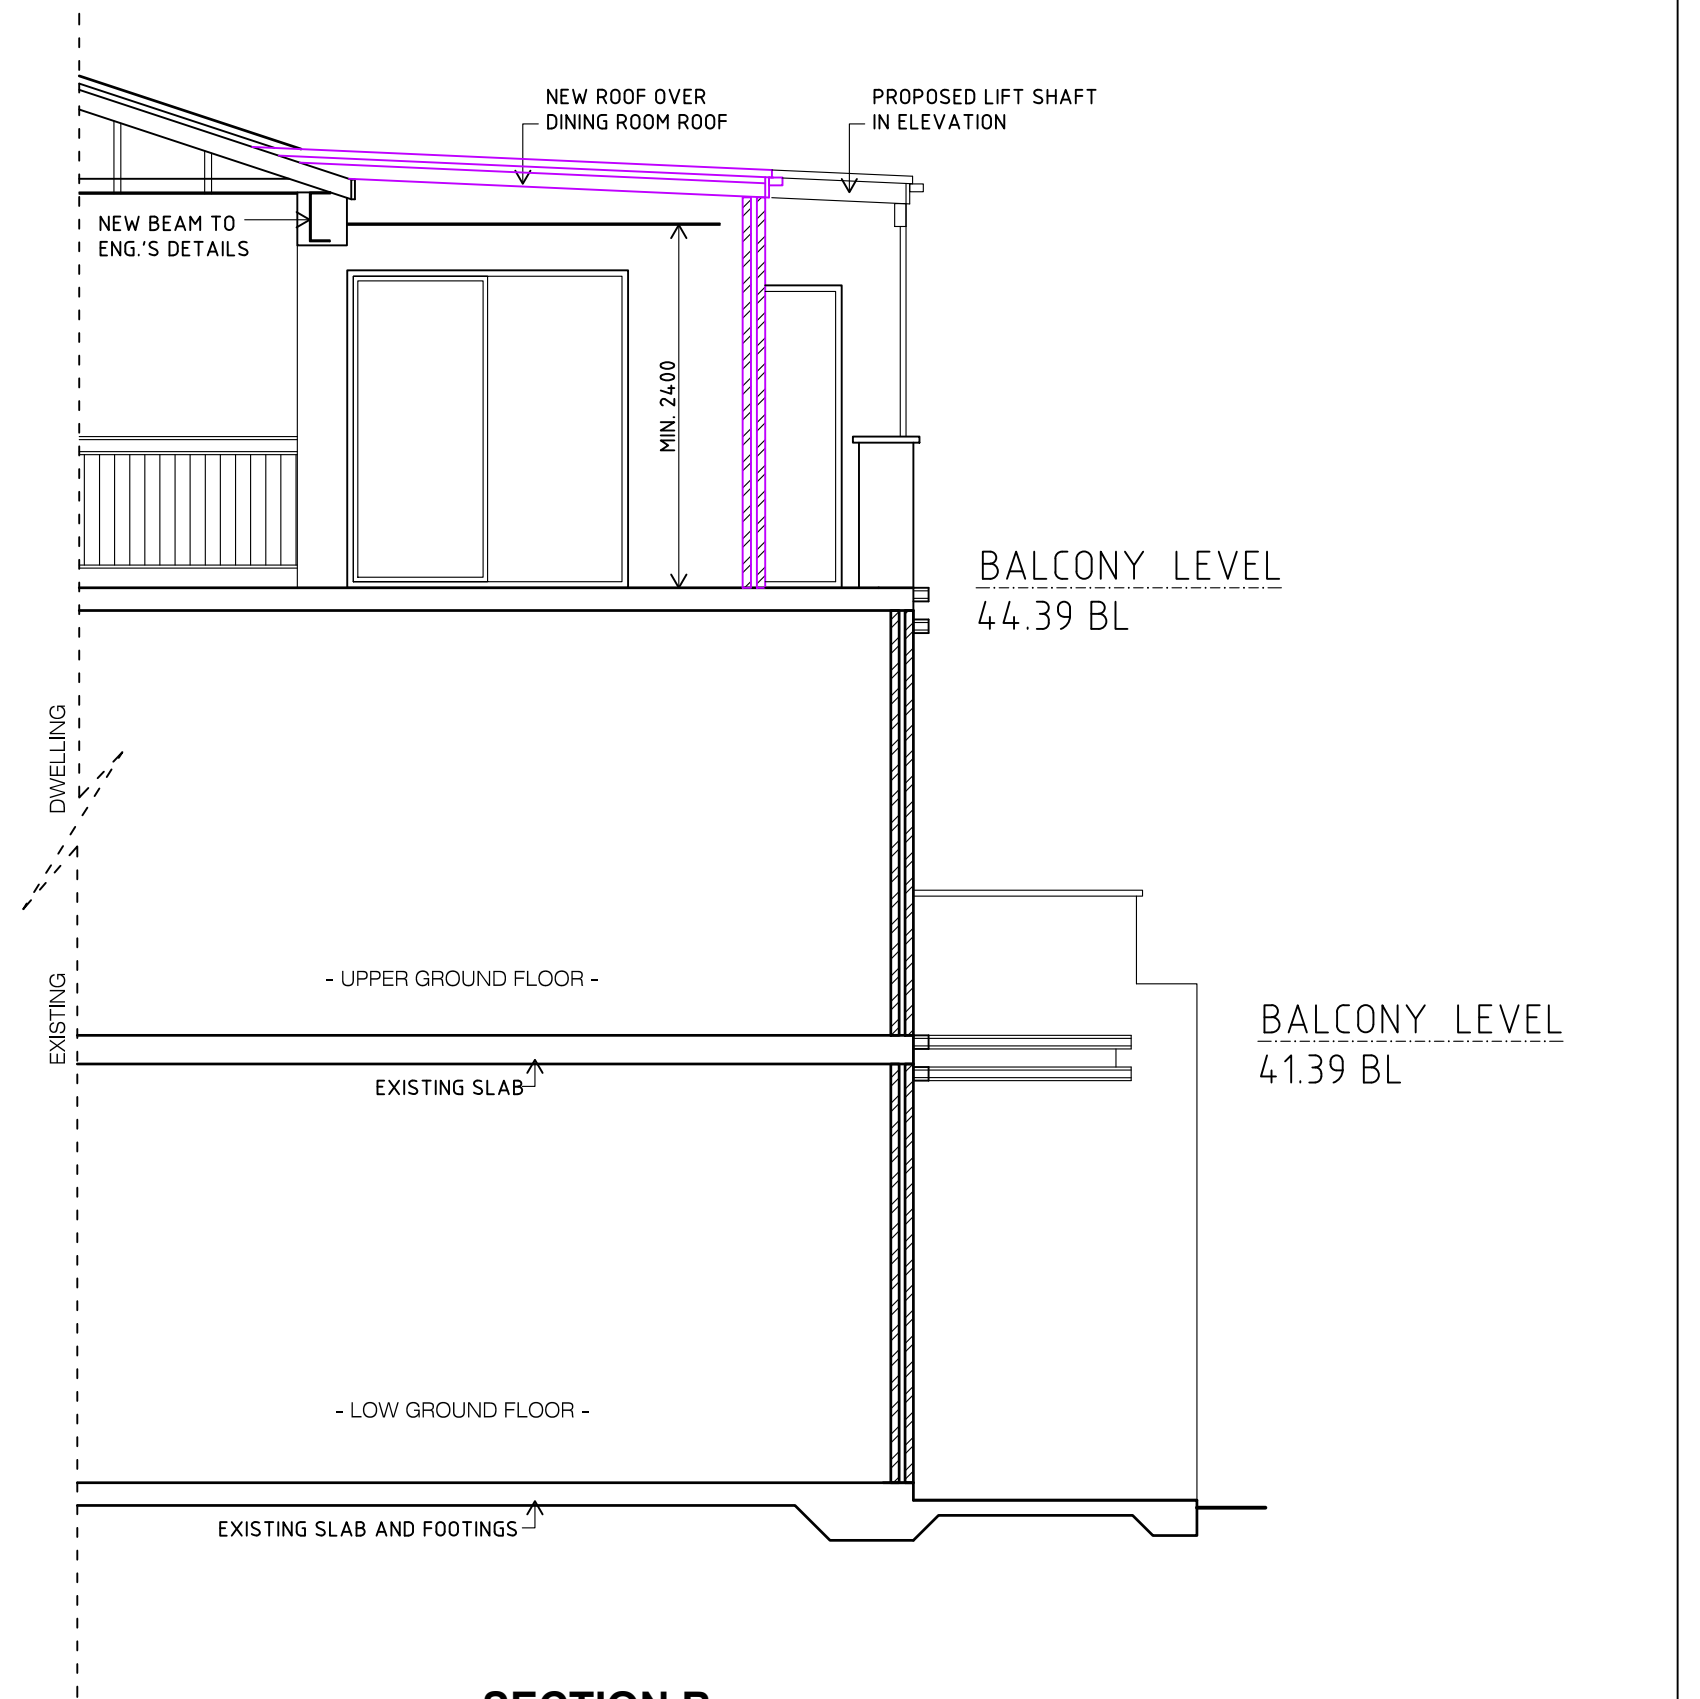 NEW ROOF OVER
DINING ROOM ROOF
PROPOSED LIFT SHAFT
IN ELEVATION
NEW BEAM TO
ENG.'S DETAILS
MIN. 2400
BALCONY LEVEL
44.39 BL
DWELLING
EXISTING
- UPPER GROUND FLOOR -
BALCONY LEVEL
41.39 BL
EXISTING SLAB
- LOW GROUND FLOOR -
EXISTING SLAB AND FOOTINGS
SECTION B